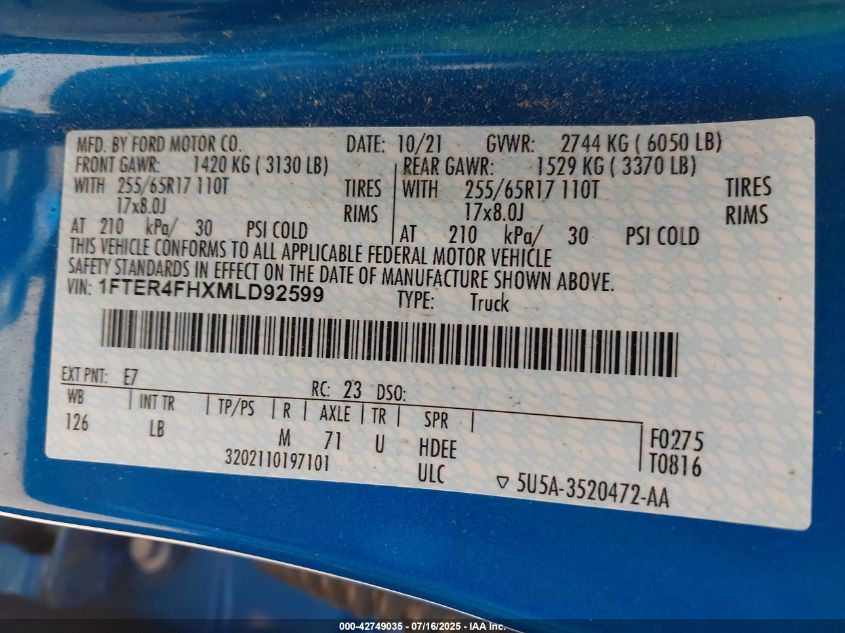 MFD. BY FORD MOTOR CO. DATE: 10/21 GVWR: 2744 KG ( 6050 LB)
FRONT GAWR: 1420 KG ( 3130 LB) REAR GAWR: 1529 KG ( 3370 LB)
WITH 255/65R17 110T TIRES WITH 255/65R17 110T TIRES
17x8.0J RIMS 17x8.0J RIMS
AT 210 kPa/ 30 PSI COLD AT 210 kPa/ 30 PSI COLD
THIS VEHICLE CONFORMS TO ALL APPLICABLE FEDERAL MOTOR VEHICLE
SAFETY STANDARDS IN EFFECT ON THE DATE OF MANUFACTURE SHOWN ABOVE.
VIN: 1FTER4FHXMLD92599 TYPE: Truck
EXT PNT: E7 RC: 23 DSO:
WB INT TR TP/PS R AXLE TR SPR
126 LB M 71 U HDEE F0275
3202110197101 ULC T0816
5U5A-3520472-AA
000-42749035 - 07/16/2025 - IAA Inc.